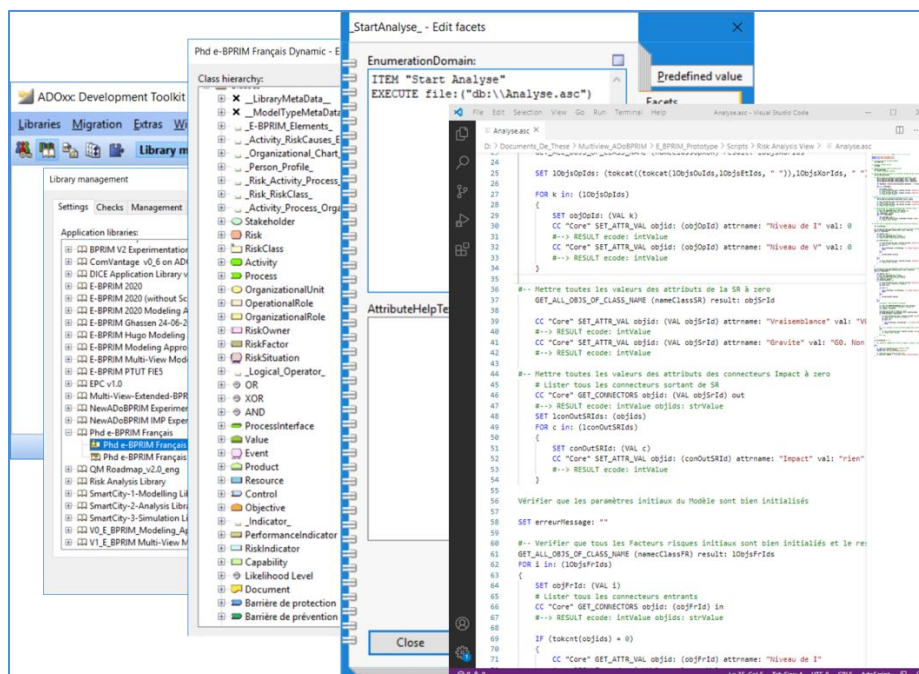 ADOxx: Development Toolkit
Libraries Migration Extras
Library m
Library management
Settings Checks Management
Application libraries:
BPRIM V2 Experimentation
ComVantage v0_6 on ADO
DICE Application Library v
E-BPRIM 2020
E-BPRIM 2020 (without Sc
E-BPRIM 2020 Modeling A
E-BPRIM Ghassen 24-06-2
E-BPRIM Hugo Modeling
E-BPRIM Modeling Appro
E-BPRIM Multi-View Mode
E-BPRIM PTUT FIE5
EPC v1.0
Multi-View-Extended-BPR
NewADoBPRIM Experimen
NewADoBPRIM IMP Exper
Phd e-BPRIM Français
Phd e-BPRIM Français
Phd e-BPRIM Français
QM Roadmap_v2.0_eng
Risk Analysis Library
SmartCity-1-Modelling Lib
SmartCity-2-Analysis Libra
SmartCity-3-Simulation Li
V0_E_BPRIM_Modeling_Ap
V1_E_BPRIM Multi-View M
Phd e-BPRIM Français Dynamic - E
Class hierarchy:
__LibraryMetaData__
__ModelTypeMetaData
_E-BPRIM_Elements_
_Activity_RiskCauses_E
_Organizational_Chart_
_Person_Profile_
_Risk_Activity_Process_
_Risk_RiskClass_
_Activity_Process_Orga
Stakeholder
Risk
RiskClass
Activity
Process
OrganizationalUnit
OperationalRole
OrganizationalRole
RiskOwner
RiskFactor
RiskSituation
_Logical_Operator_
OR
XOR
AND
ProcessInterface
Value
Event
Product
Resource
Control
Objective
_Indicator_
PerformanceIndicator
RiskIndicator
Capability
Likelihood Level
Document
Barrière de protection
Barrière de prévention
_StartAnalyse_ - Edit facets
EnumerationDomain:
ITEM "Start Analyse"
EXECUTE file:("db:\\Analyse.asc")
AttributeHelpTe
Close
Predefined value
Facets
File Edit Selection View Go Run Terminal Help Analyse.asc - Visual Studio Code
Analyse.asc
D: > Documents_De_These > Multiview_ADoBPRIM > E_BPRIM_Prototype > Scripts > Risk Analysis View > Analyse.asc
24
25 SET lObjsOpIds: (tokcat((tokcat(lObjsOuIds,lObjsEtIds, " ")),lObjsXorIds, "
26
27 FOR k in: (lObjsOpIds)
28 {
29 SET objOpId: (VAL k)
30 CC "Core" SET_ATTR_VAL objid: (objOpId) attrname: "Niveau de I" val: 0
31 #--> RESULT ecode: intValue
32 CC "Core" SET_ATTR_VAL objid: (objOpId) attrname: "Niveau de V" val: 0
33 #--> RESULT ecode: intValue
34 }
35
36 #-- Mettre toutes les valeurs des attributs de la SR à zero
37 GET_ALL_OBJS_OF_CLASS_NAME (nameClassSR) result: objSrId
38
39 CC "Core" SET_ATTR_VAL objid: (VAL objSrId) attrname: "Vraisemblance" val: "V
40 #--> RESULT ecode: intValue
41 CC "Core" SET_ATTR_VAL objid: (VAL objSrId) attrname: "Gravite" val: "G0. Non
42 #--> RESULT ecode: intValue
43
44 #-- Mettre toutes les valeurs des attributs des connecteurs Impact à zero
45 # Lister tous les connecteurs sortant de SR
46 CC "Core" GET_CONNECTORS objid: (VAL objSrId) out
47 #--> RESULT ecode: intValue objids: strValue
48 SET lconOutSRIds: (objids)
49 FOR c in: (lconOutSRIds)
50 {
51 SET conOutSRId: (VAL c)
52 CC "Core" SET_ATTR_VAL objid: (conOutSRId) attrname: "Impact" val: "rien"
53 #--> RESULT ecode: intValue
54 }
55
56 Vérifier que les paramètres initiaux du Modèle sont bien initialisés
57
58 SET erreurMessage: ""
59
60 #-- Verifier que tous les Facteurs risques initiaux sont bien initialiés et le res
61 GET_ALL_OBJS_OF_CLASS_NAME (namecClassFR) result: lObjsFrIds
62 FOR i in: (lObjsFrIds)
63 {
64 SET objFrId: (VAL i)
65 # Lister tous les connecteurs entrants
66 CC "Core" GET_CONNECTORS objid: (objFrId) in
67 #--> RESULT ecode: intValue objids: strValue
68
69 IF (tokcnt(objids) = 0)
70 {
71 CC "Core" GET_ATTR_VAL objid: (objFrId) attrname: "Niveau de I"